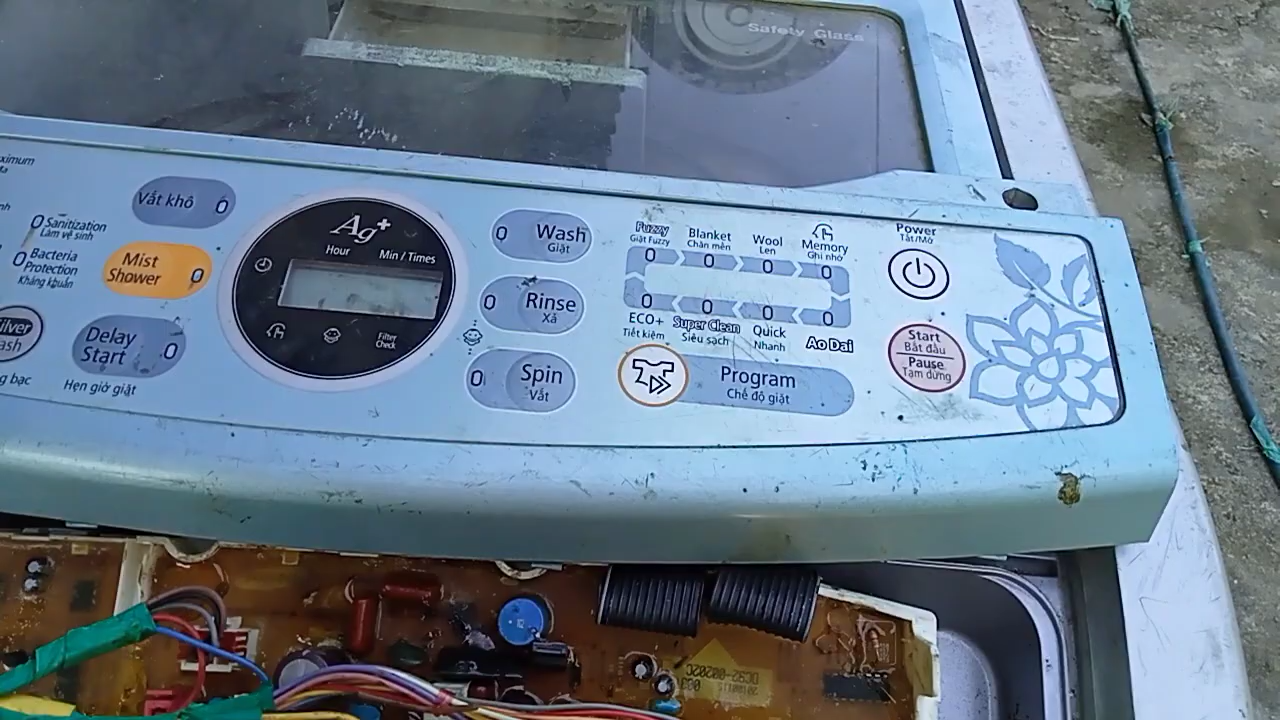 Safety Glass
Vắt khô
Sanitization
Làm vệ sinh
Bacteria
Protection
Kháng khuẩn
Mist
Shower
Delay
Start
Hẹn giờ giặt
Ag+
Hour
Min / Times
Filter
Check
Wash
Giặt
Rinse
Xả
Spin
Vắt
Fuzzy
Giặt Fuzzy
Blanket
Chăn mền
Wool
Len
Memory
Ghi nhớ
ECO+
Tiết kiệm
Super Clean
Siêu sạch
Quick
Nhanh
Ao Dai
Program
Chế độ giặt
Power
Tắt/Mở
Start
Bắt đầu
Pause
Tạm dừng